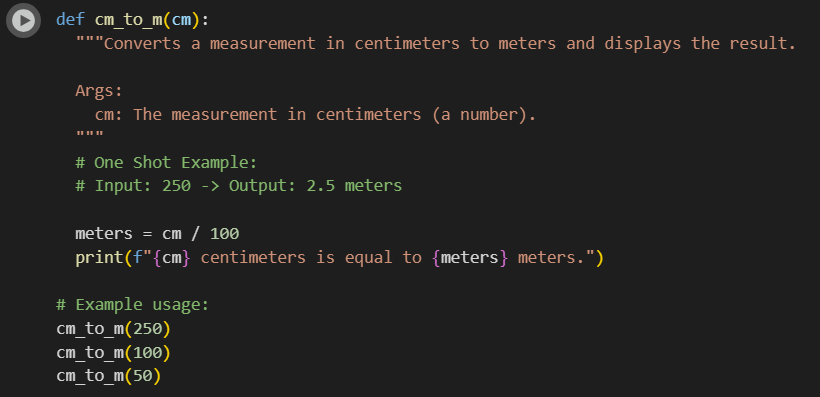 def cm_to_m(cm):
  """Converts a measurement in centimeters to meters and displays the result.

  Args:
    cm: The measurement in centimeters (a number).
  """
  # One Shot Example:
  # Input: 250 -> Output: 2.5 meters

  meters = cm / 100
  print(f"{cm} centimeters is equal to {meters} meters.")

# Example usage:
cm_to_m(250)
cm_to_m(100)
cm_to_m(50)